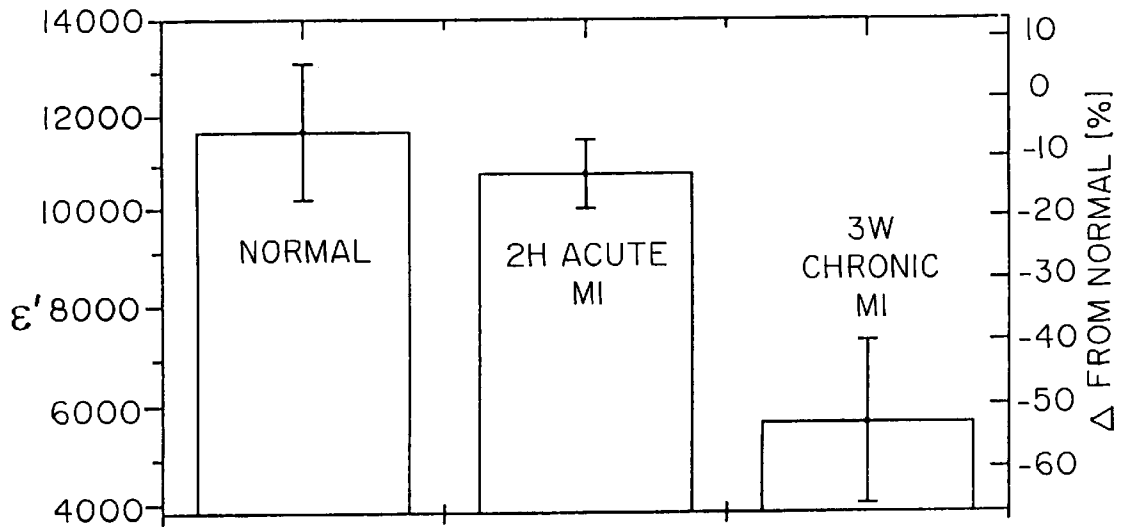 14000
12000
10000
8000
6000
4000
ε'
NORMAL
2H ACUTE
MI
3W
CHRONIC
MI
10
0
-10
-20
-30
-40
-50
-60
Δ FROM NORMAL [%]